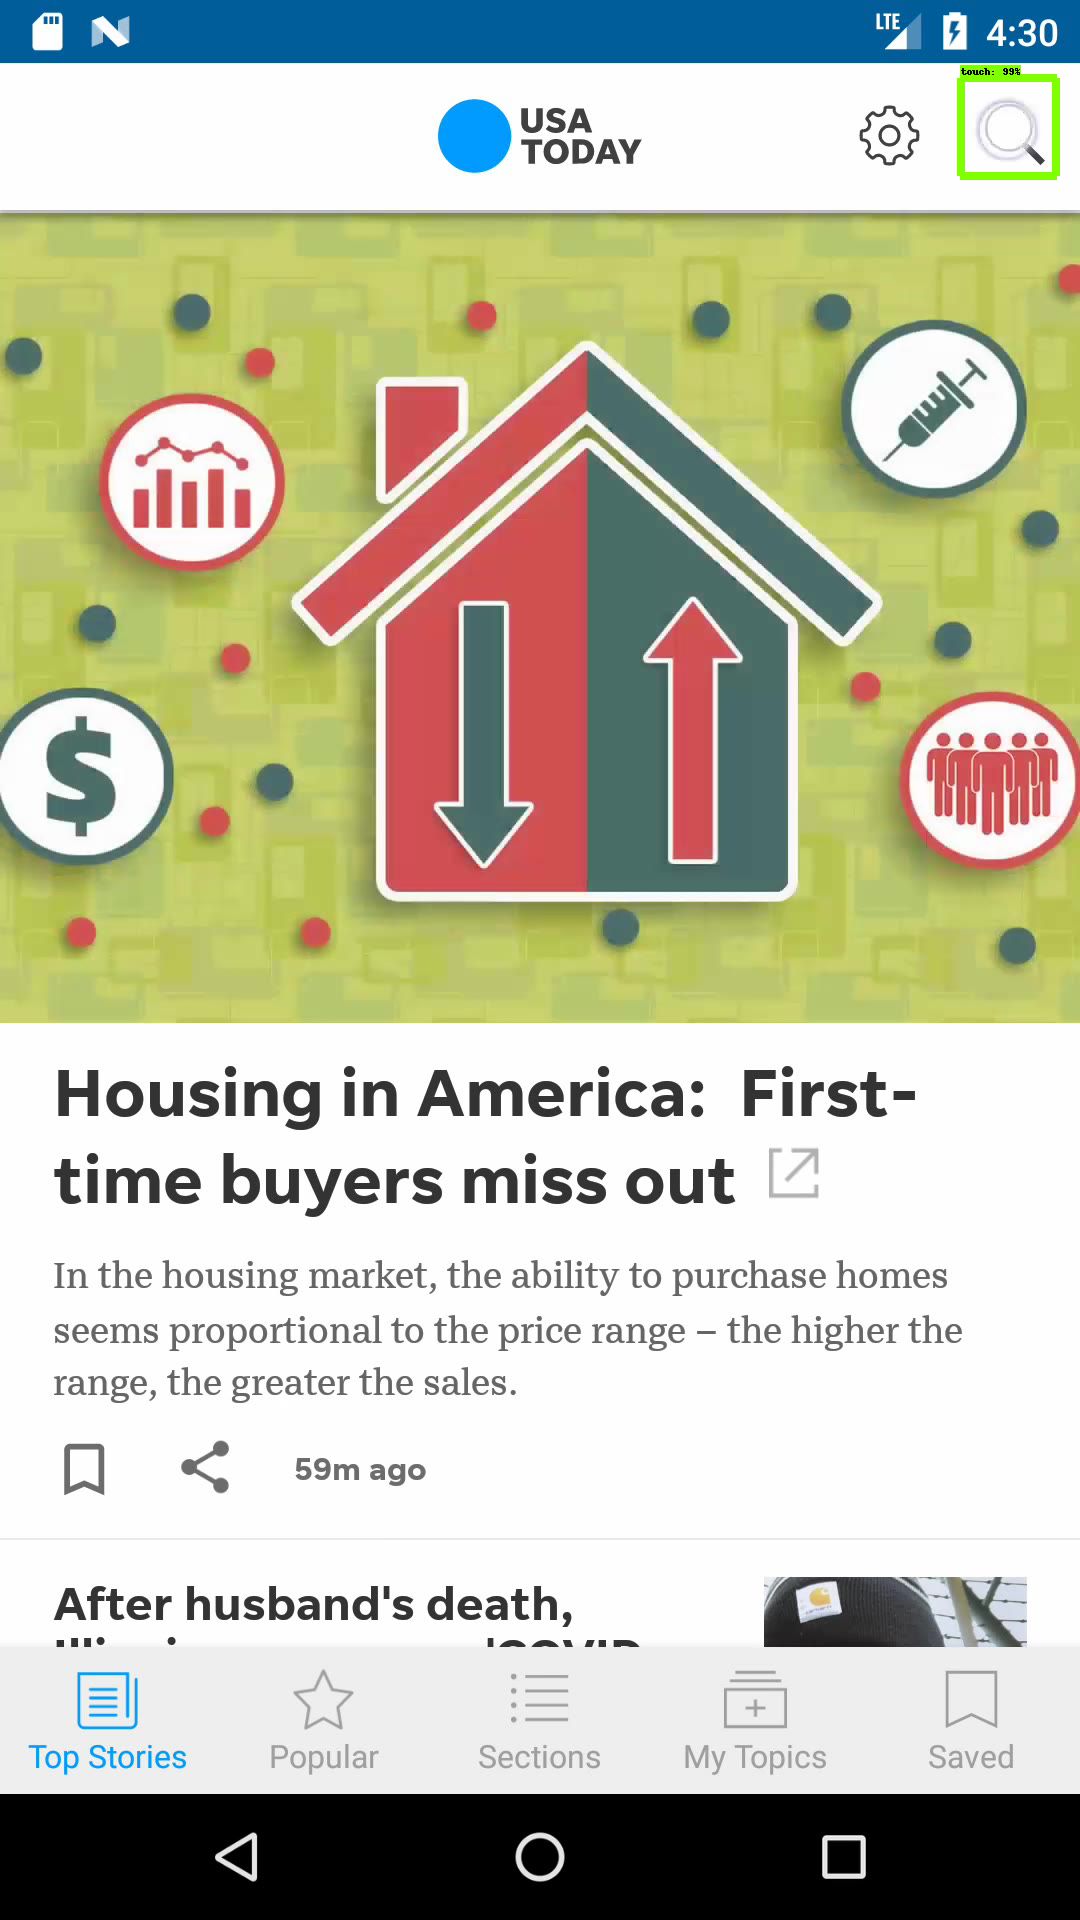 LTE 4:30
touch: 99%
USA
TODAY
$
Housing in America: First-
time buyers miss out
In the housing market, the ability to purchase homes
seems proportional to the price range – the higher the
range, the greater the sales.
59m ago
After husband's death,
Top Stories
Popular
Sections
My Topics
Saved